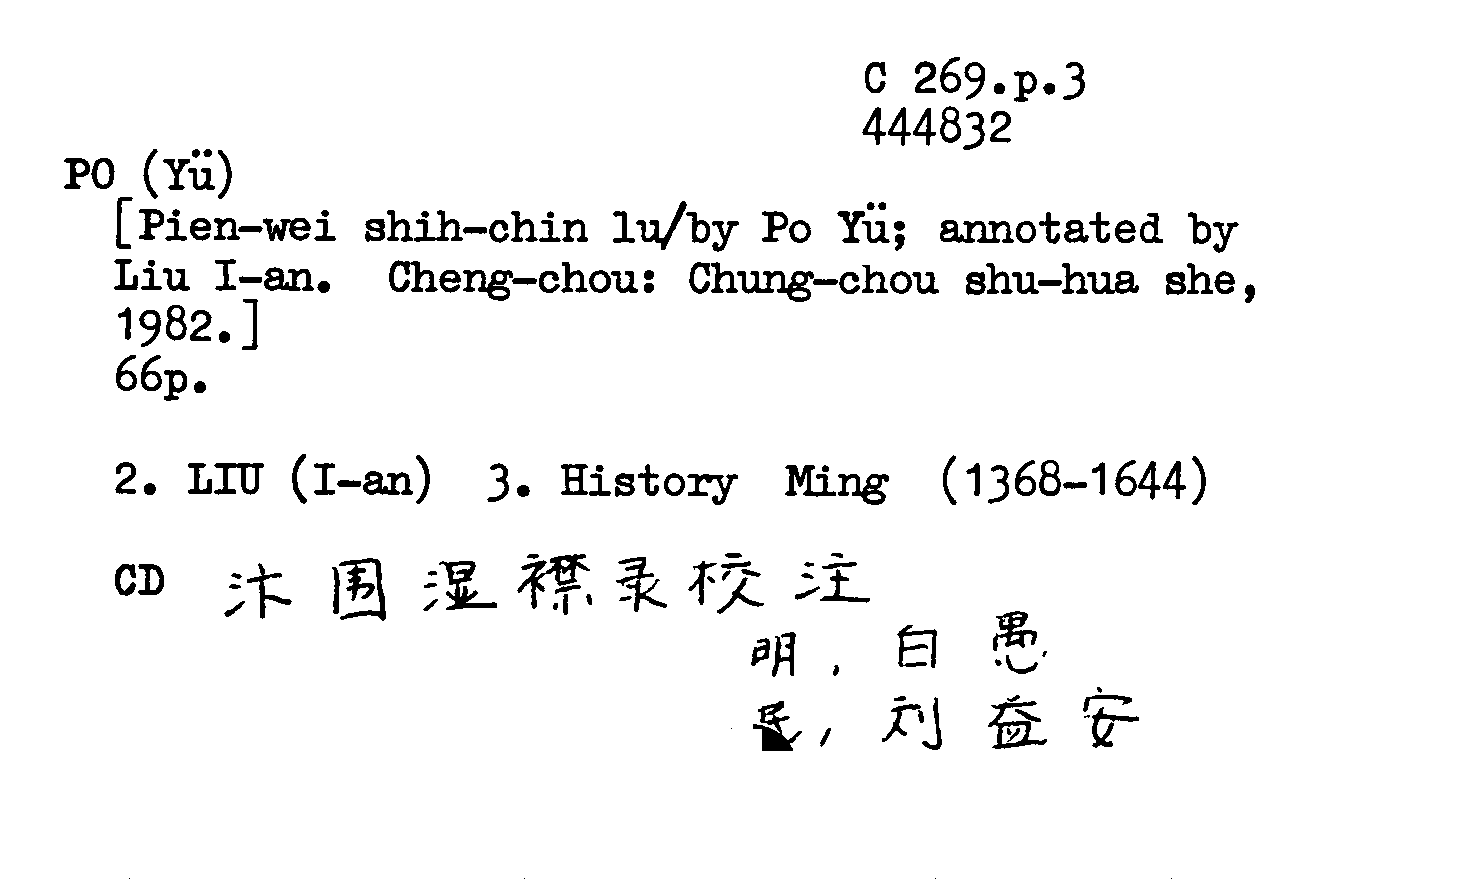 C 269.p.3
444832
PO (Yü)
[Pien-wei shih-chin lu/by Po Yü; annotated by
Liu I-an. Cheng-chou: Chung-chou shu-hua she,
1982.]
66p.
2. LIU (I-an) 3. History Ming (1368-1644)
CD 汴围湿襟录校注
明, 白愚
民, 刘益安